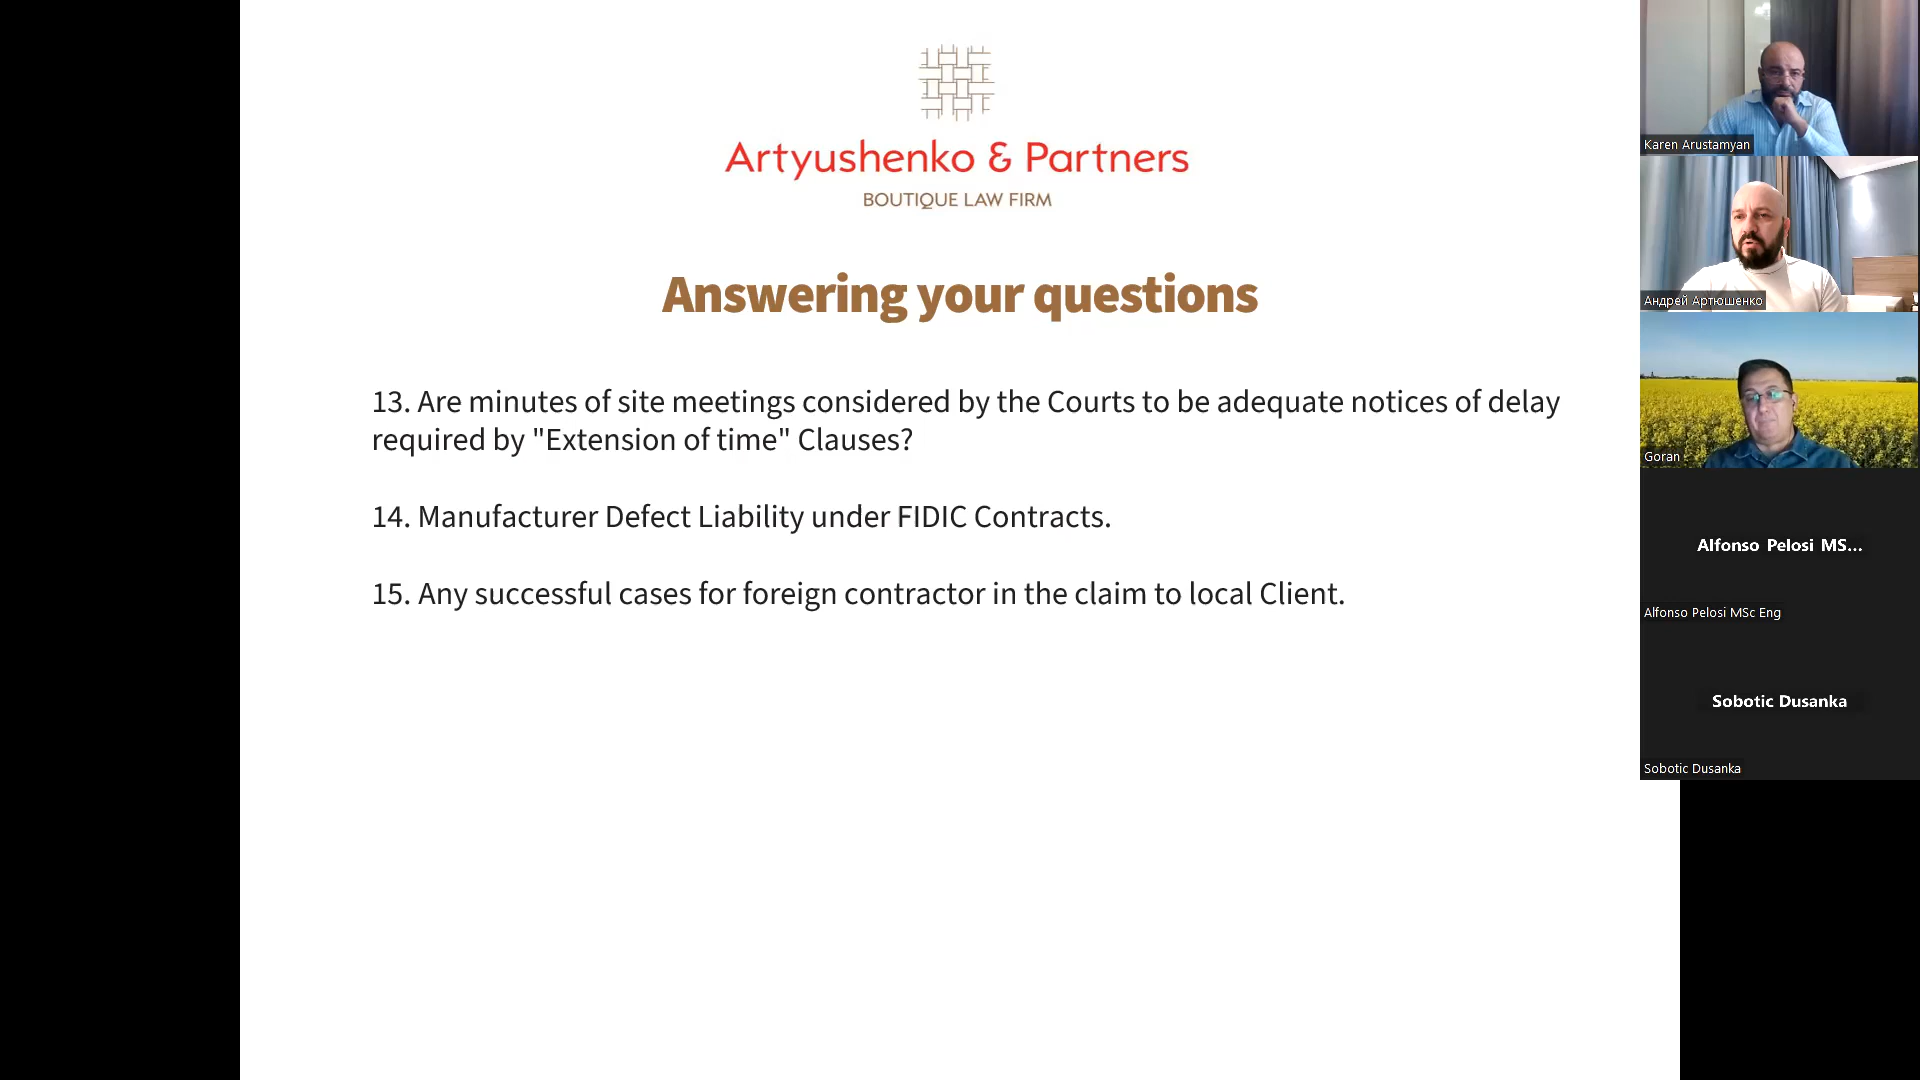 Artyushenko & Partners
BOUTIQUE LAW FIRM
Answering your questions
13. Are minutes of site meetings considered by the Courts to be adequate notices of delay
required by "Extension of time" Clauses?
14. Manufacturer Defect Liability under FIDIC Contracts.
15. Any successful cases for foreign contractor in the claim to local Client.
Karen Arustamyan
Андрей Артюшенко
Goran
Alfonso Pelosi MS...
Alfonso Pelosi MSc Eng
Sobotic Dusanka
Sobotic Dusanka